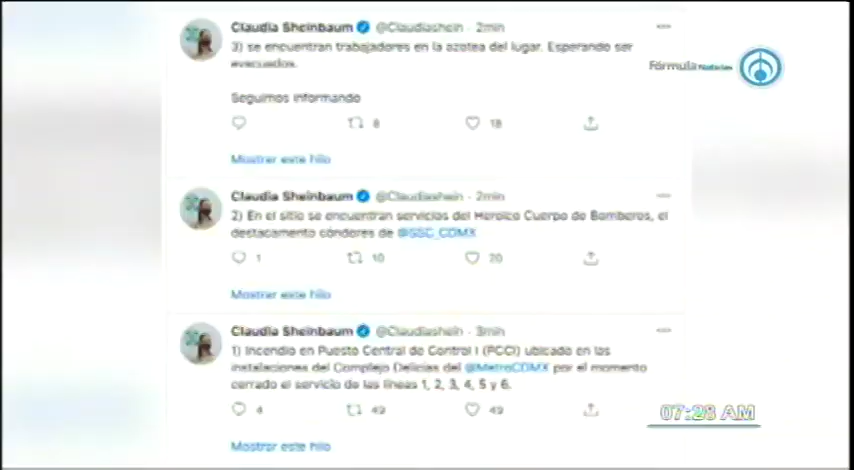 Claudia Sheinbaum @Claudiashein · 2min
3) se encuentran trabajadores en la azotea del lugar. Esperando ser
evacuados.
Fórmula Noticias
Seguimos informando
8 18
Mostrar este hilo
Claudia Sheinbaum @Claudiashein · 2min
2) En el sitio se encuentran servicios del Heroico Cuerpo de Bomberos, el
destacamento cóndores de @SSC_CDMX
1 10 20
Mostrar este hilo
Claudia Sheinbaum @Claudiashein · 3min
1) Incendio en Puesto Central de Control I (PCCI) ubicado en las
instalaciones del Complejo Delicias del @MetroCDMX por el momento
cerrado el servicio de las líneas 1, 2, 3, 4, 5 y 6.
4 49 49
07:28 AM
Mostrar este hilo